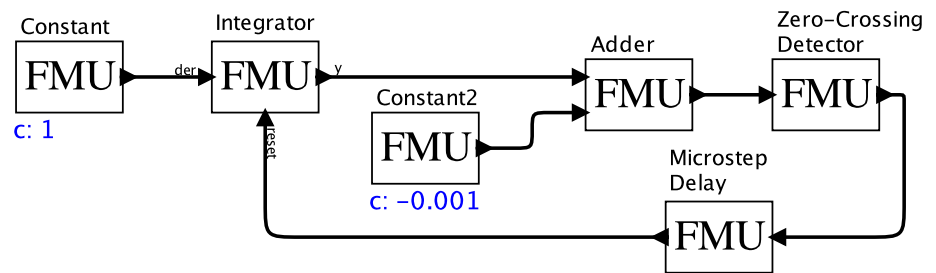 Constant
FMU
c: 1
Integrator
der
FMU
y
reset
Constant2
FMU
c: -0.001
Adder
FMU
Zero-Crossing
Detector
FMU
Microstep
Delay
FMU